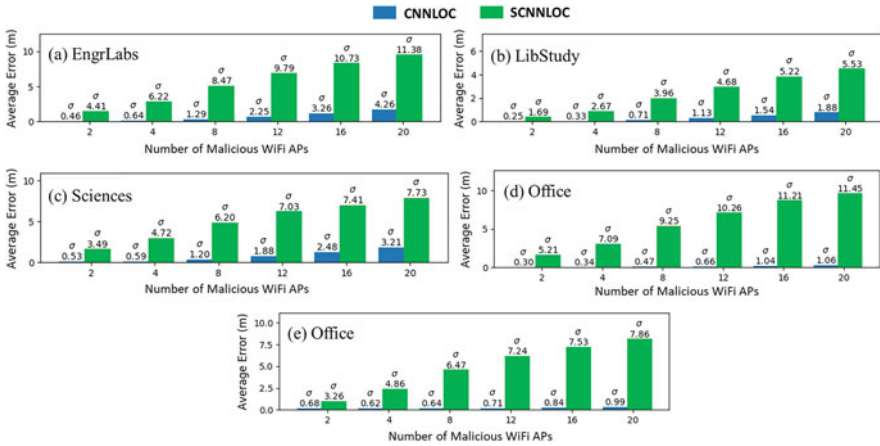 CNNLOC SCNNLOC
(a) EngrLabs
Average Error (m)
10
5
0
σ 0.46 σ 4.41 σ 0.64 σ 6.22 σ 1.29 σ 8.47 σ 2.25 σ 9.79 σ 3.26 σ 10.73 σ 4.26 σ 11.38
2 4 8 12 16 20
Number of Malicious WiFi APs
(b) LibStudy
Average Error (m)
6
4
2
0
σ 0.25 σ 1.69 σ 0.33 σ 2.67 σ 0.71 σ 3.96 σ 1.13 σ 4.68 σ 1.54 σ 5.22 σ 1.88 σ 5.53
2 4 8 12 16 20
Number of Malicious WiFi APs
(c) Sciences
Average Error (m)
10
5
0
σ 0.53 σ 3.49 σ 0.59 σ 4.72 σ 1.20 σ 6.20 σ 1.88 σ 7.03 σ 2.48 σ 7.41 σ 3.21 σ 7.73
2 4 8 12 16 20
Number of Malicious WiFi APs
(d) Office
Average Error (m)
10
5
0
σ 0.30 σ 5.21 σ 0.34 σ 7.09 σ 0.47 σ 9.25 σ 0.66 σ 10.26 σ 1.04 σ 11.21 σ 1.06 σ 11.45
2 4 8 12 16 20
Number of Malicious WiFi APs
(e) Office
Average Error (m)
10.0
7.5
5.0
2.5
0.0
σ 0.68 σ 3.26 σ 0.62 σ 4.86 σ 0.64 σ 6.47 σ 0.71 σ 7.24 σ 0.84 σ 7.53 σ 0.99 σ 7.86
2 4 8 12 16 20
Number of Malicious WiFi APs